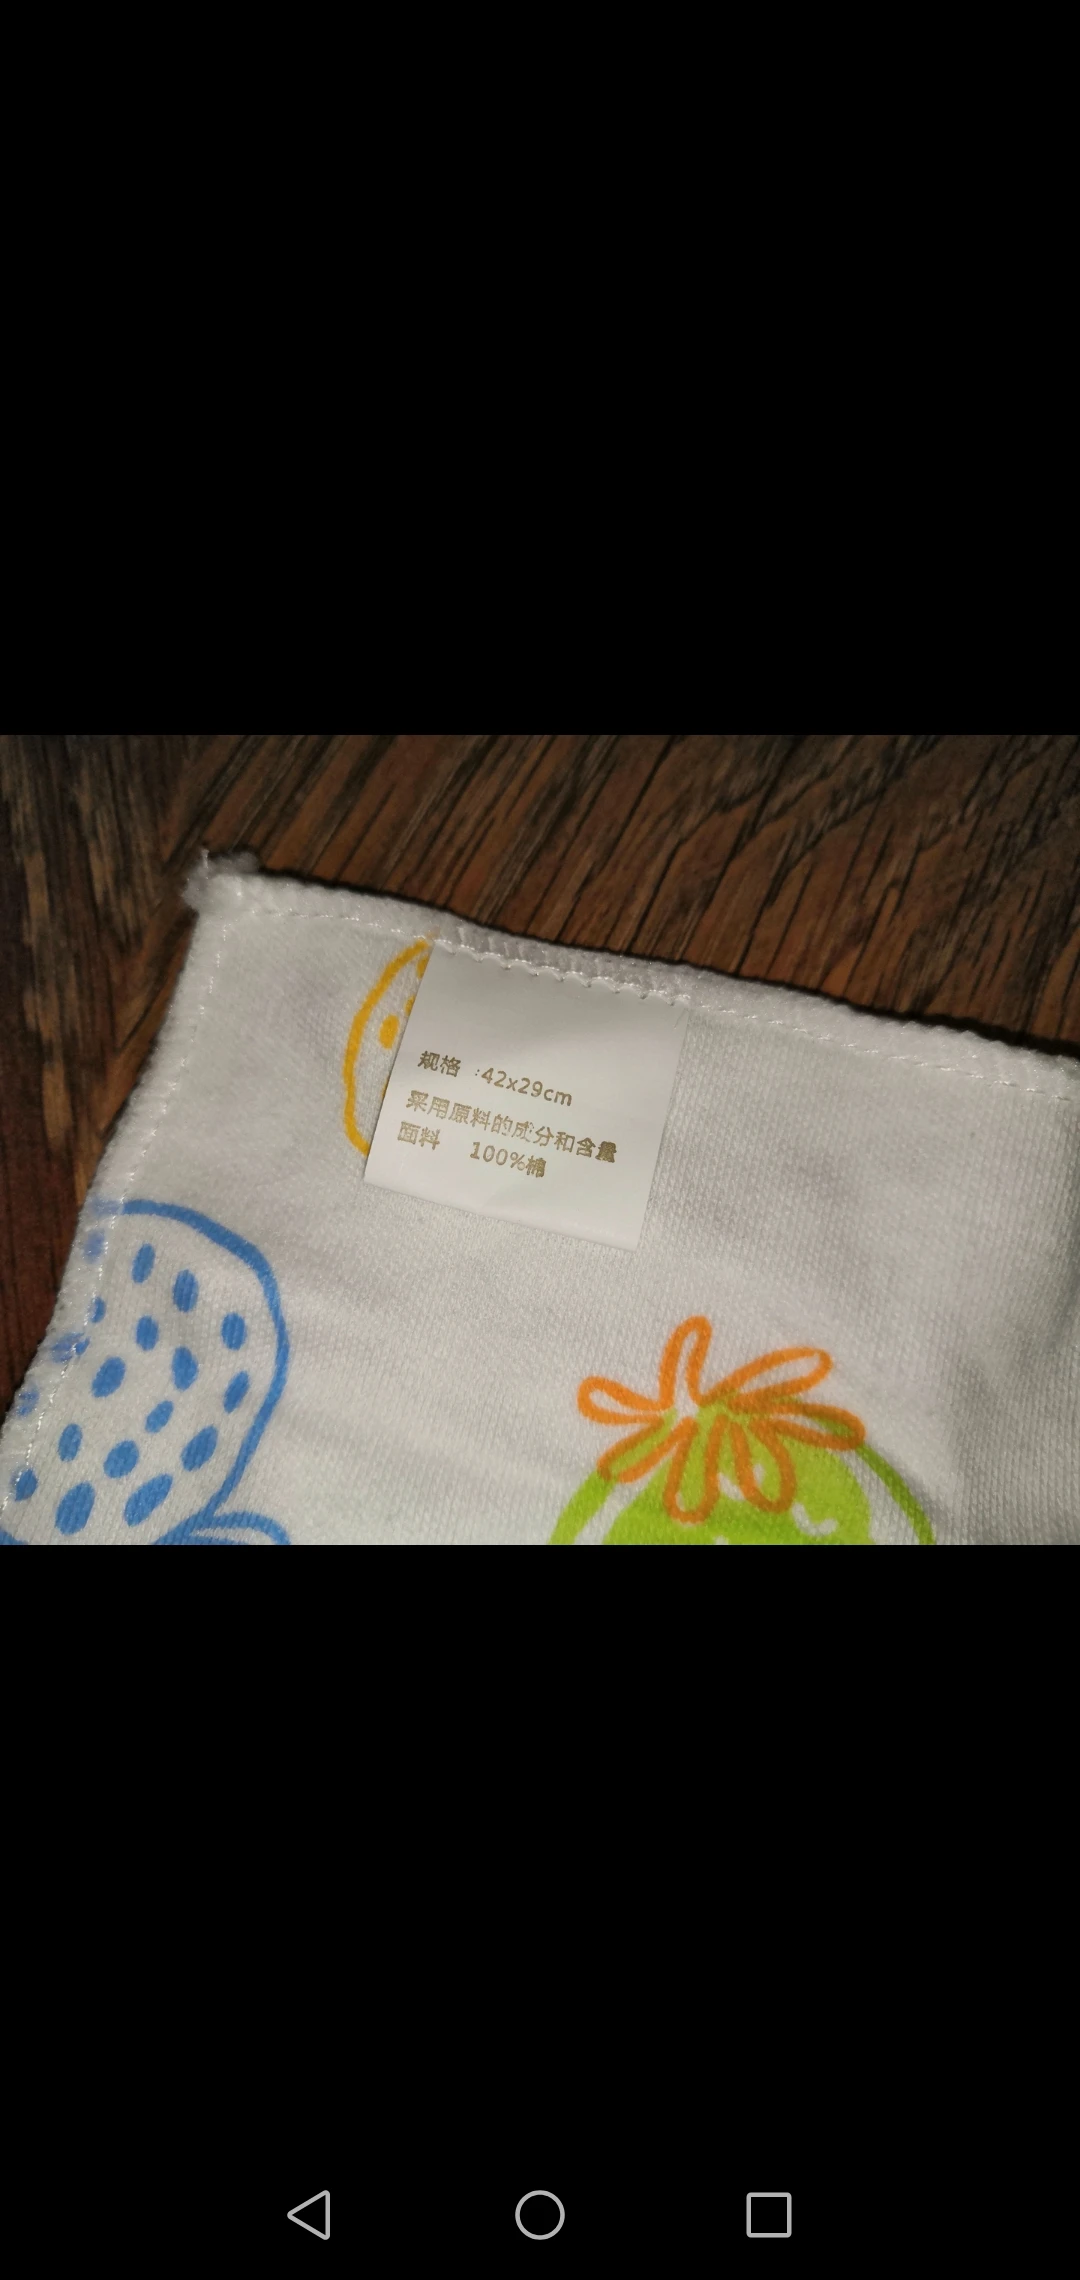 规格 :42x29cm
采用原料的成分和含量
面料 100%棉